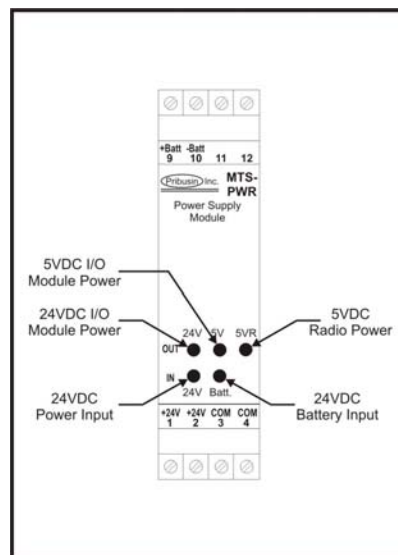 +Batt -Batt
9 10 11 12
Pribusin Inc. MTS-
PWR
Power Supply
Module
5VDC I/O
Module Power
24VDC I/O
Module Power
5VDC
Radio Power
24V 5V 5VR
OUT
IN
24V Batt.
24VDC
Power Input
24VDC
Battery Input
+24V +24V COM COM
1 2 3 4